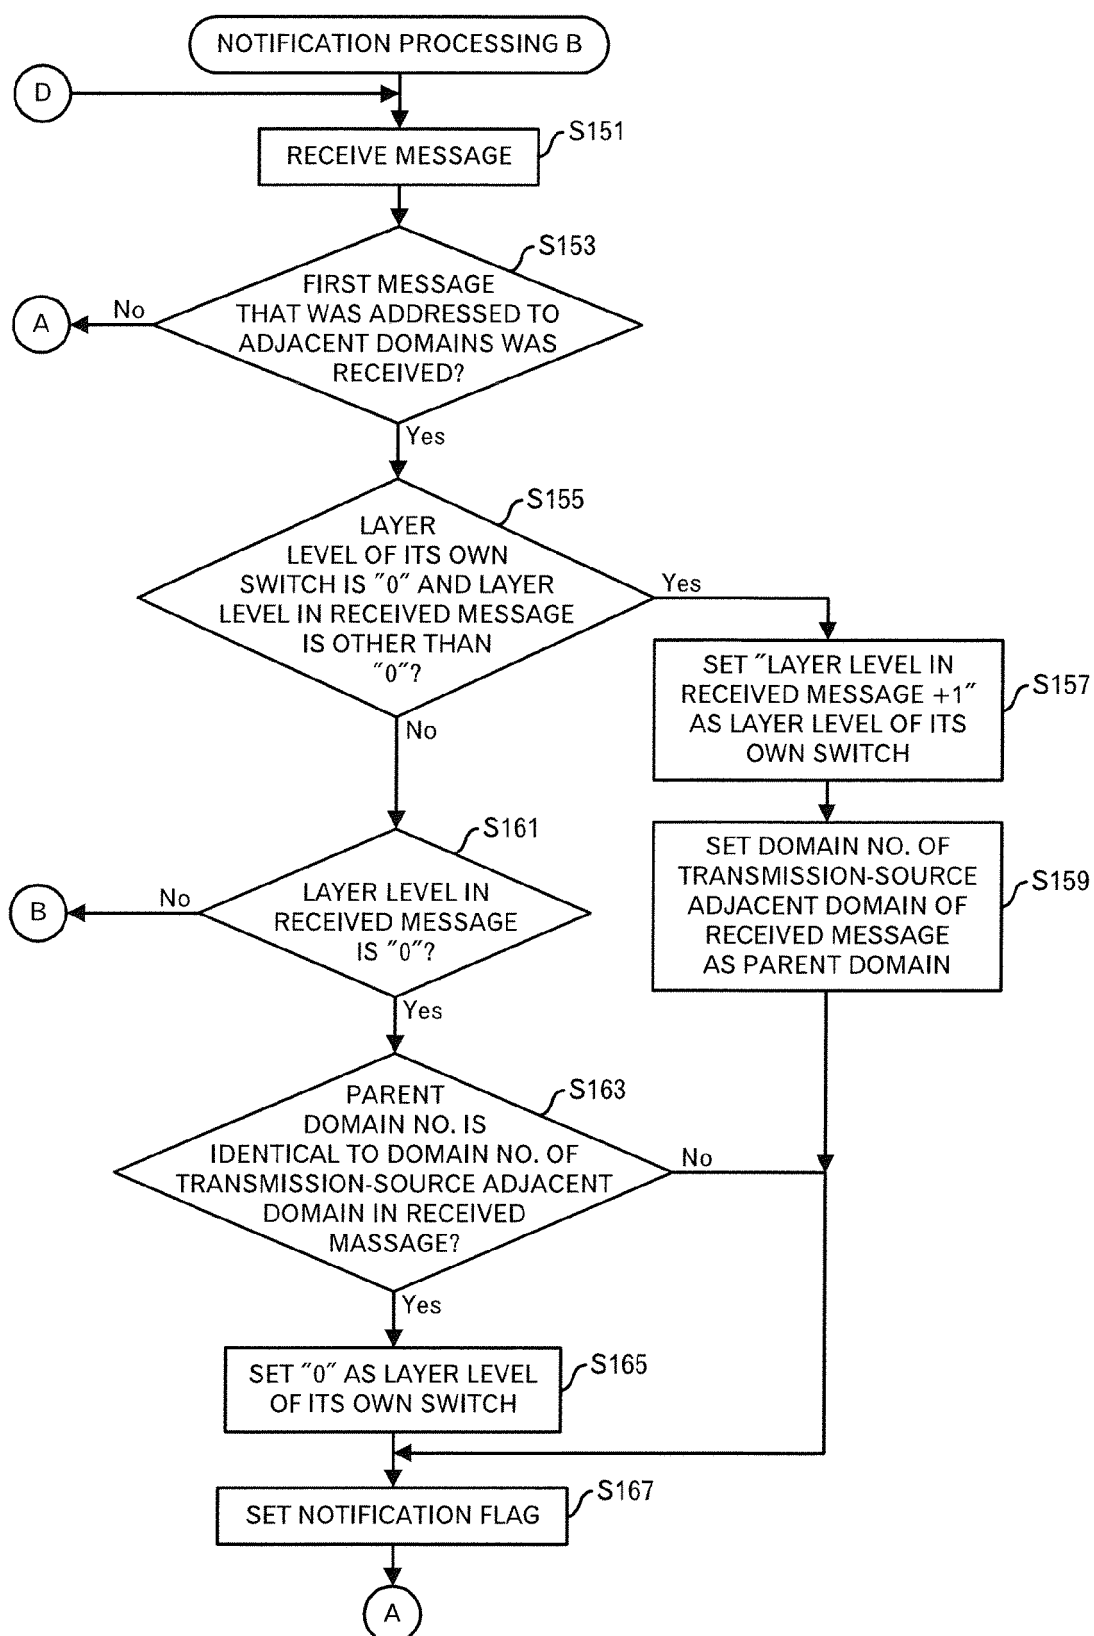 NOTIFICATION PROCESSING B
D
S151
RECEIVE MESSAGE
S153
FIRST MESSAGE
THAT WAS ADDRESSED TO
ADJACENT DOMAINS WAS
RECEIVED?
No
A
Yes
S155
LAYER
LEVEL OF ITS OWN
SWITCH IS "0" AND LAYER
LEVEL IN RECEIVED MESSAGE
IS OTHER THAN
"0"?
Yes
No
SET "LAYER LEVEL IN
RECEIVED MESSAGE +1"
AS LAYER LEVEL OF ITS
OWN SWITCH
S157
SET DOMAIN NO. OF
TRANSMISSION-SOURCE
ADJACENT DOMAIN OF
RECEIVED MESSAGE
AS PARENT DOMAIN
S159
S161
LAYER LEVEL IN
RECEIVED MESSAGE
IS "0"?
No
B
Yes
S163
PARENT
DOMAIN NO. IS
IDENTICAL TO DOMAIN NO. OF
TRANSMISSION-SOURCE ADJACENT
DOMAIN IN RECEIVED
MASSAGE?
No
Yes
S165
SET "0" AS LAYER LEVEL
OF ITS OWN SWITCH
S167
SET NOTIFICATION FLAG
A